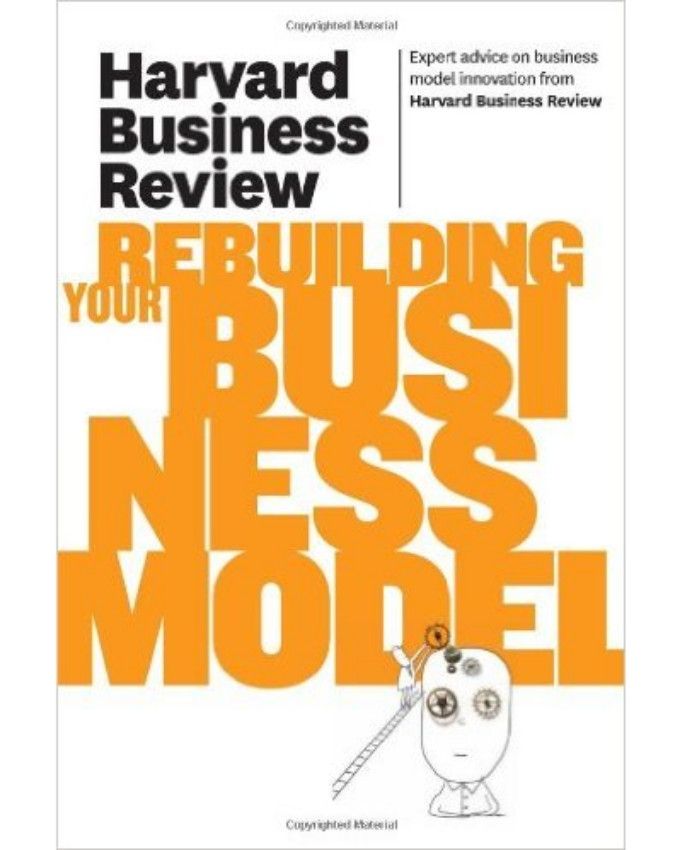 Copyrighted Material
Harvard
Business
Review
Expert advice on business
model innovation from
Harvard Business Review
REBUILDING
YOUR
BUSI
NESS
MODEL
Copyrighted Material